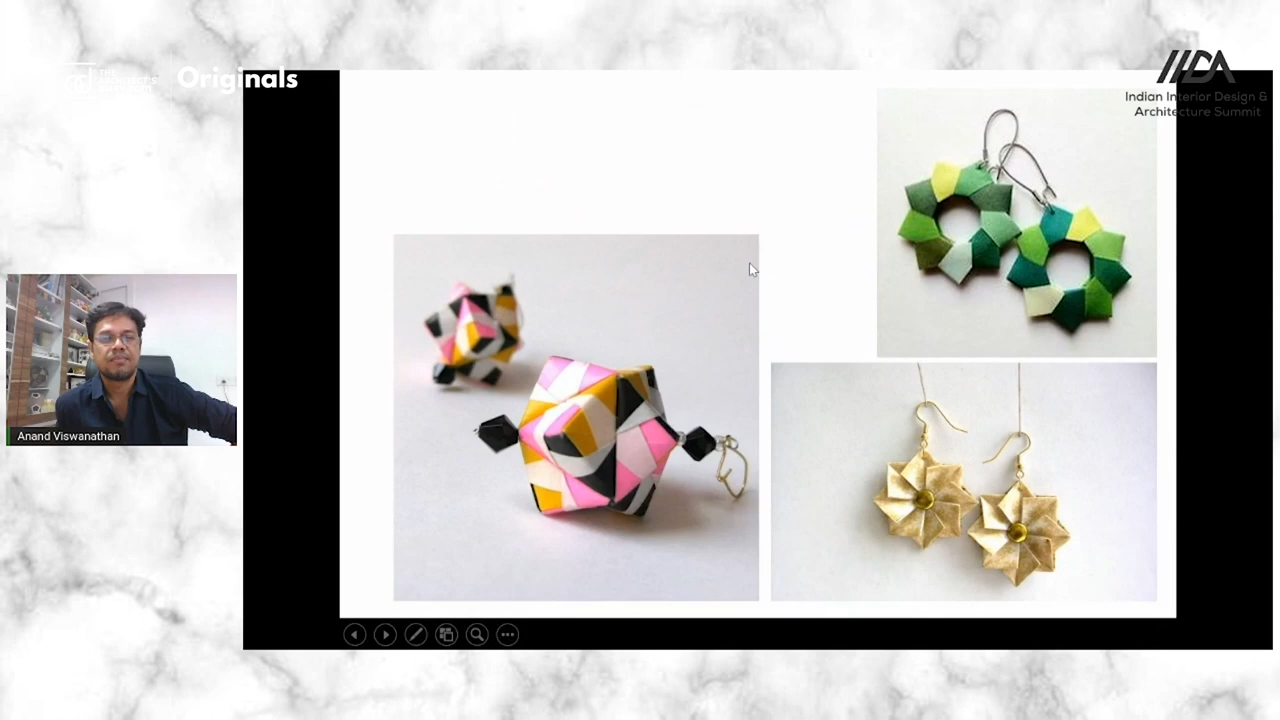 Originals
IIDA
Indian Interior Design &
Architecture Summit
Anand Viswanathan